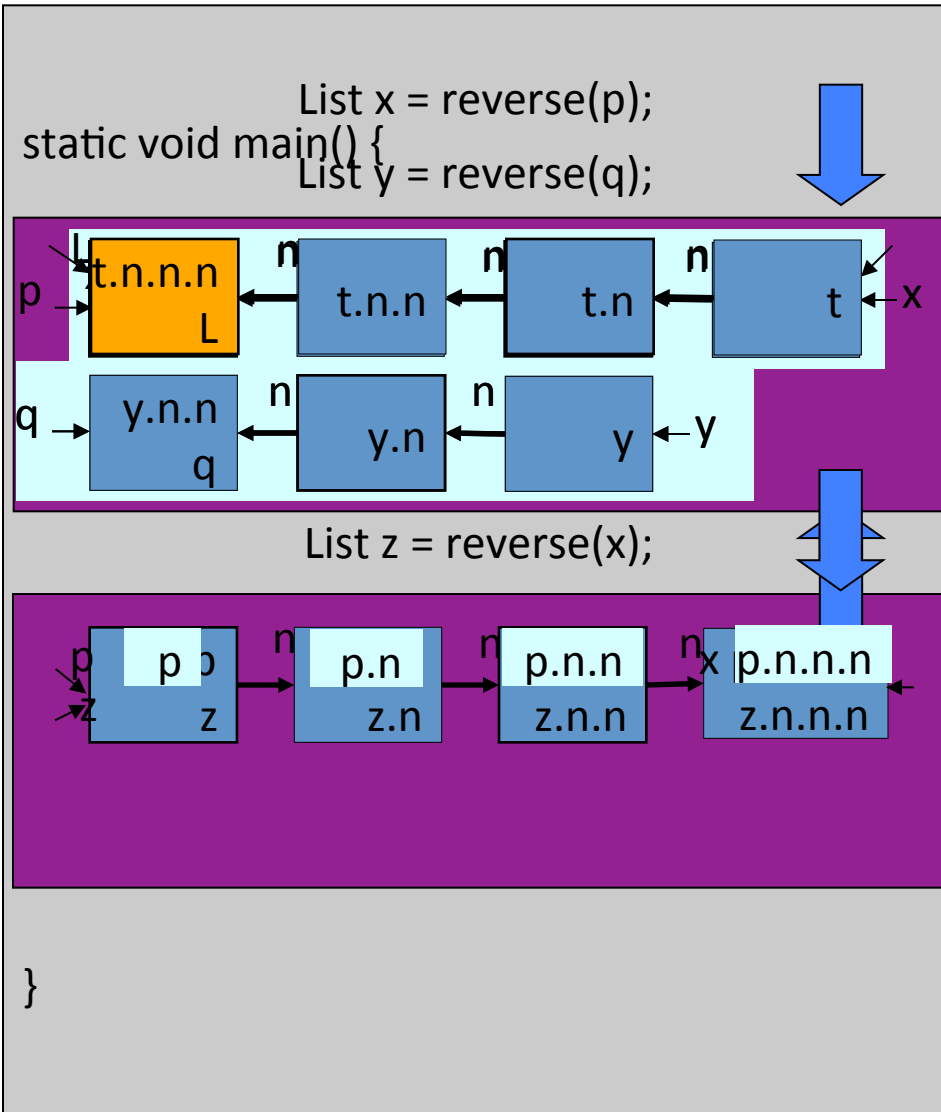 List x = reverse(p);
static void main() {
List y = reverse(q);
n n n
t.n.n.n t.n.n t.n t
p L x
n n
q y.n.n y.n y y
q
List z = reverse(x);
n n n
p p p p.n p.n.n x p.n.n.n
z z z.n z.n.n z.n.n.n
}